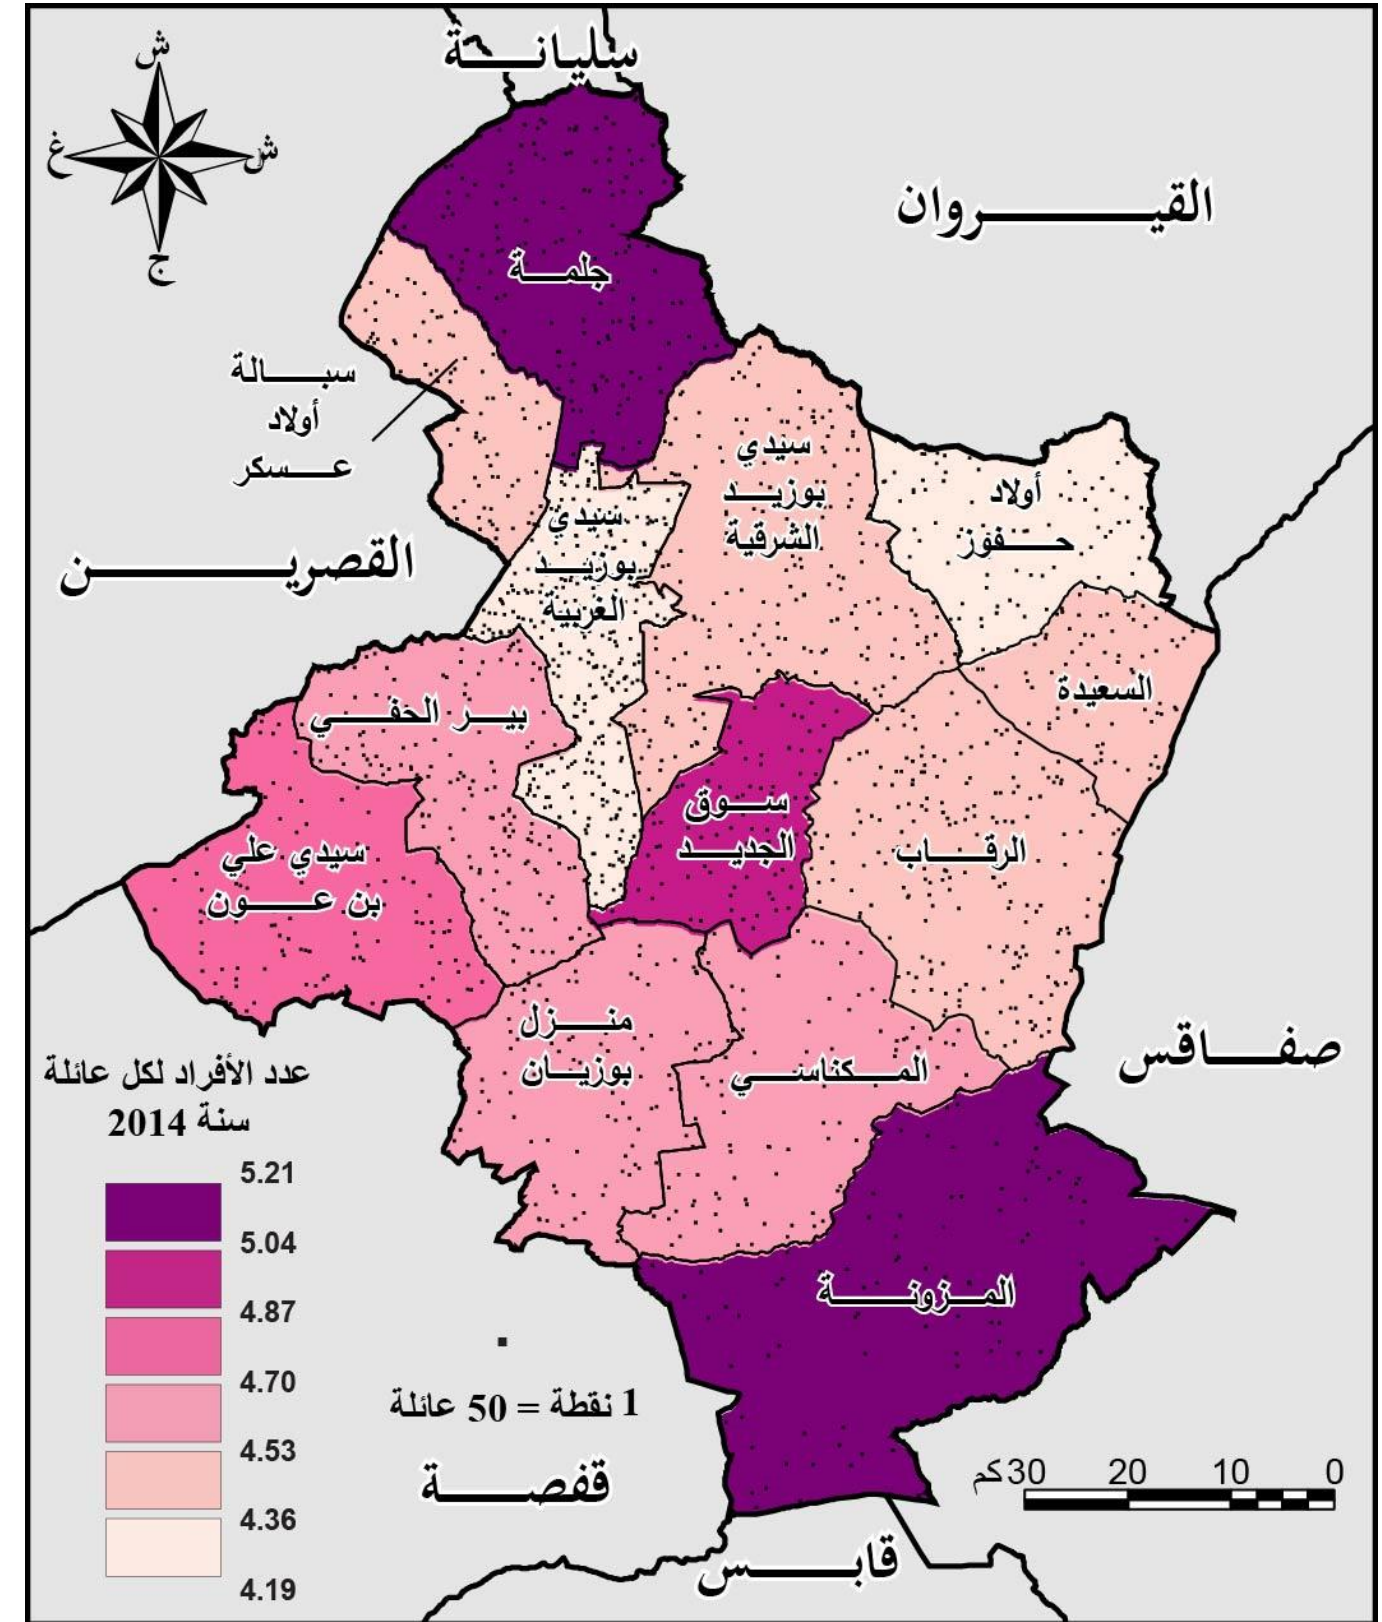 سليانة
ش
غ
ش
ج
القيروان
جلمة
سبالة
أولاد
عسكر
سيدي
بوزيد
الشرقية
أولاد
حفوز
سيدي
بوزيد
الغربية
القصرين
السعيدة
بير الحفي
سوق
الجديد
الرقاب
سيدي علي
بن عون
منزل
بوزيان
المكناسي
صفاقس
المزونة
عدد الأفراد لكل عائلة
سنة 2014
5.21
5.04
4.87
4.70
4.53
4.36
4.19
1 نقطة = 50 عائلة
قفصة
قابس
كم 30 20 10 0